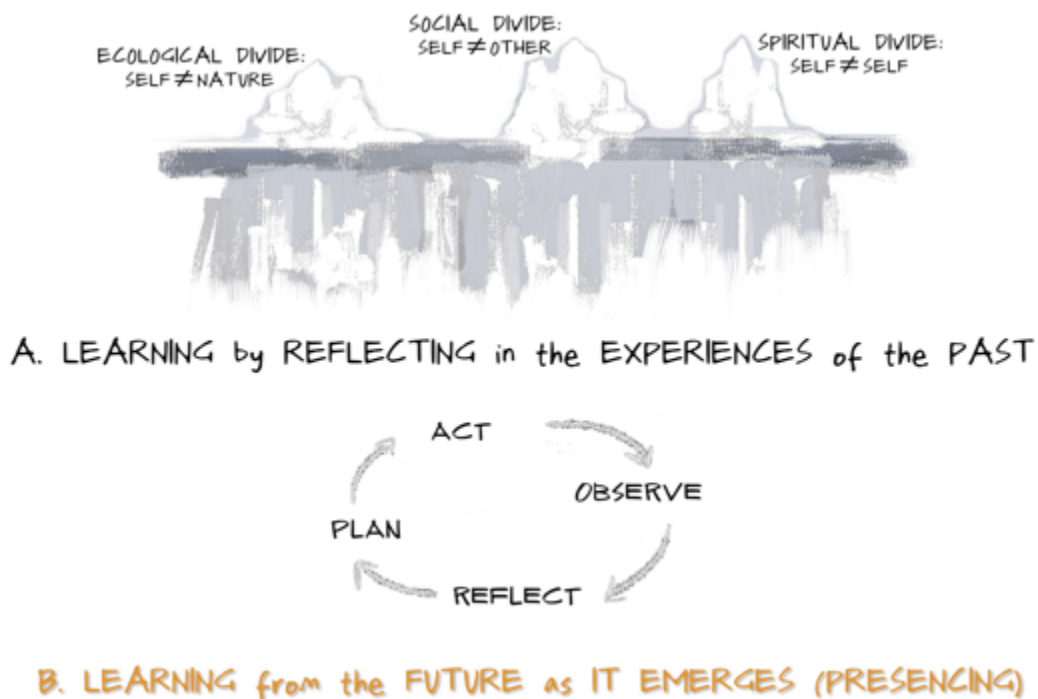 ECOLOGICAL DIVIDE:
SELF ≠ NATURE
SOCIAL DIVIDE:
SELF ≠ OTHER
SPIRITUAL DIVIDE:
SELF ≠ SELF
A. LEARNING by REFLECTING in the EXPERIENCES of the PAST
ACT
OBSERVE
PLAN
REFLECT
B. LEARNING from the FUTURE as IT EMERGES (PRESENCING)